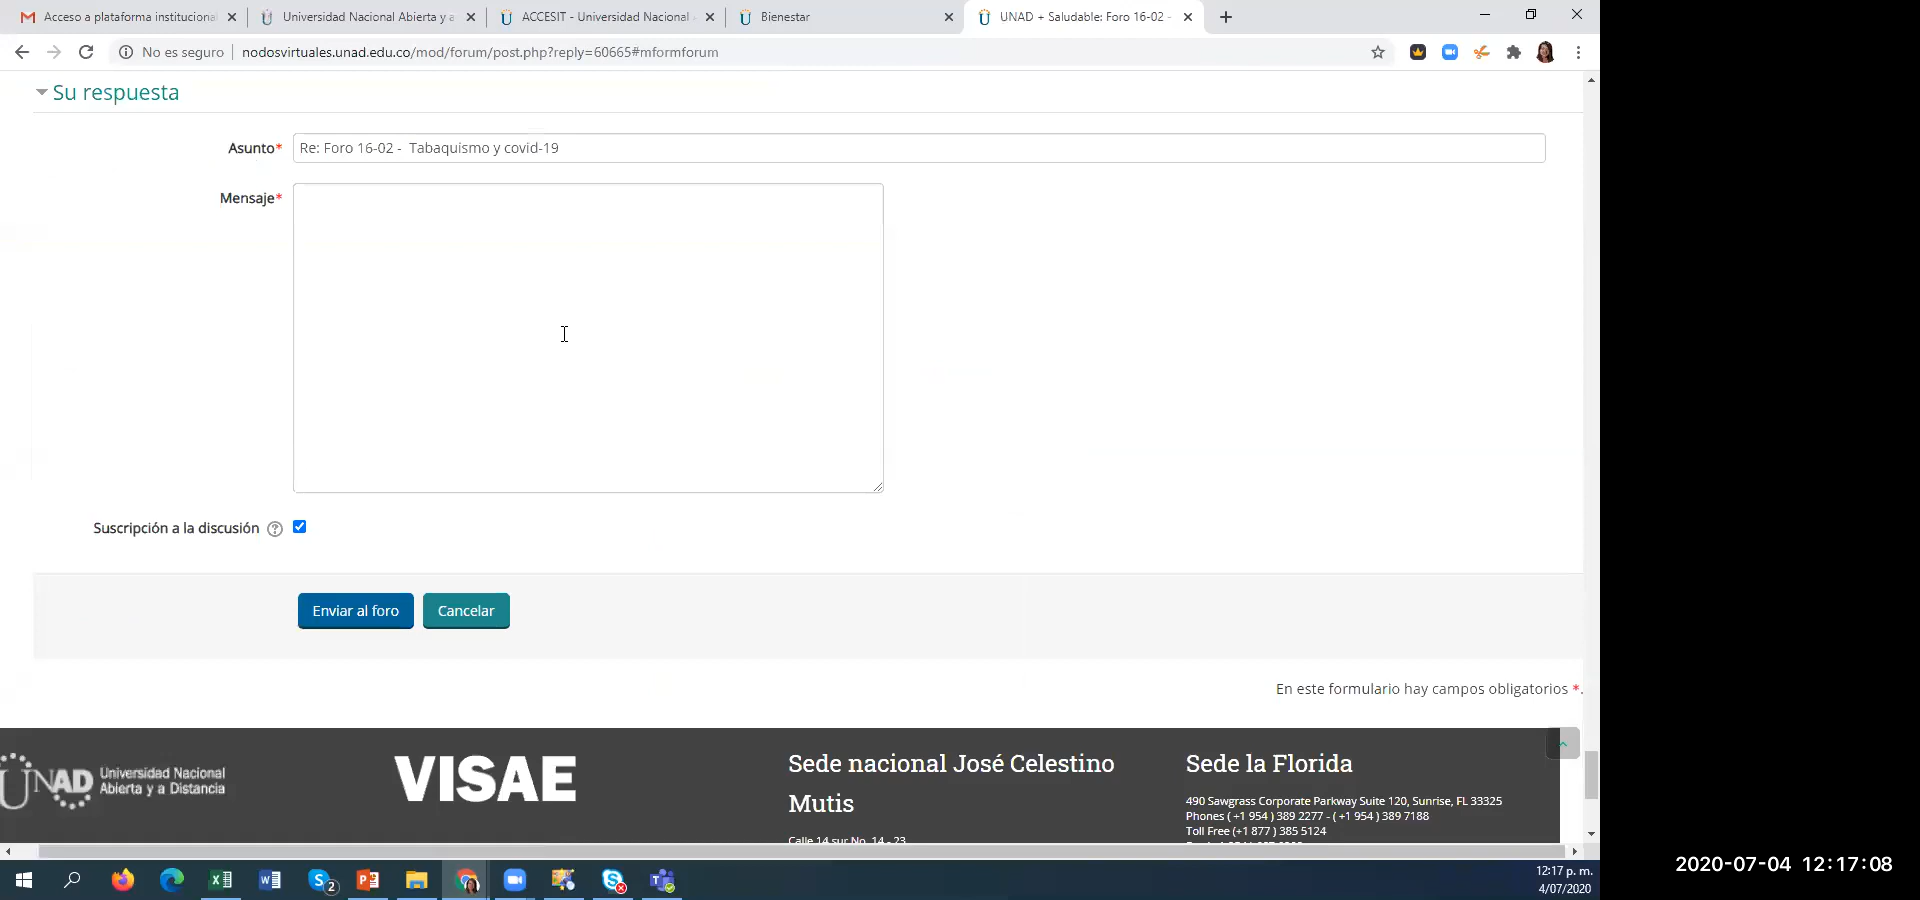 Acceso a plataforma instituciona
Universidad Nacional Abierta y a
ACCESIT - Universidad Nacional
Bienestar
UNAD + Saludable: Foro 16-02 -
No es seguro
nodosvirtuales.unad.edu.co/mod/forum/post.php?reply=60665#mformforum
Su respuesta
Asunto*
Re: Foro 16-02 - Tabaquismo y covid-19
Mensaje*
Suscripción a la discusión
Enviar al foro
Cancelar
En este formulario hay campos obligatorios *.
UNAD
Universidad Nacional
Abierta y a Distancia
VISAE
Sede nacional José Celestino
Mutis
Calle 14 sur No. 14 - 23
Sede la Florida
490 Sawgrass Corporate Parkway Suite 120, Sunrise, FL 33325
Phones ( +1 954 ) 389 2277 - ( +1 954 ) 389 7188
Toll Free (+1 877 ) 385 5124
2
12:17 p. m.
4/07/2020
2020-07-04 12:17:08